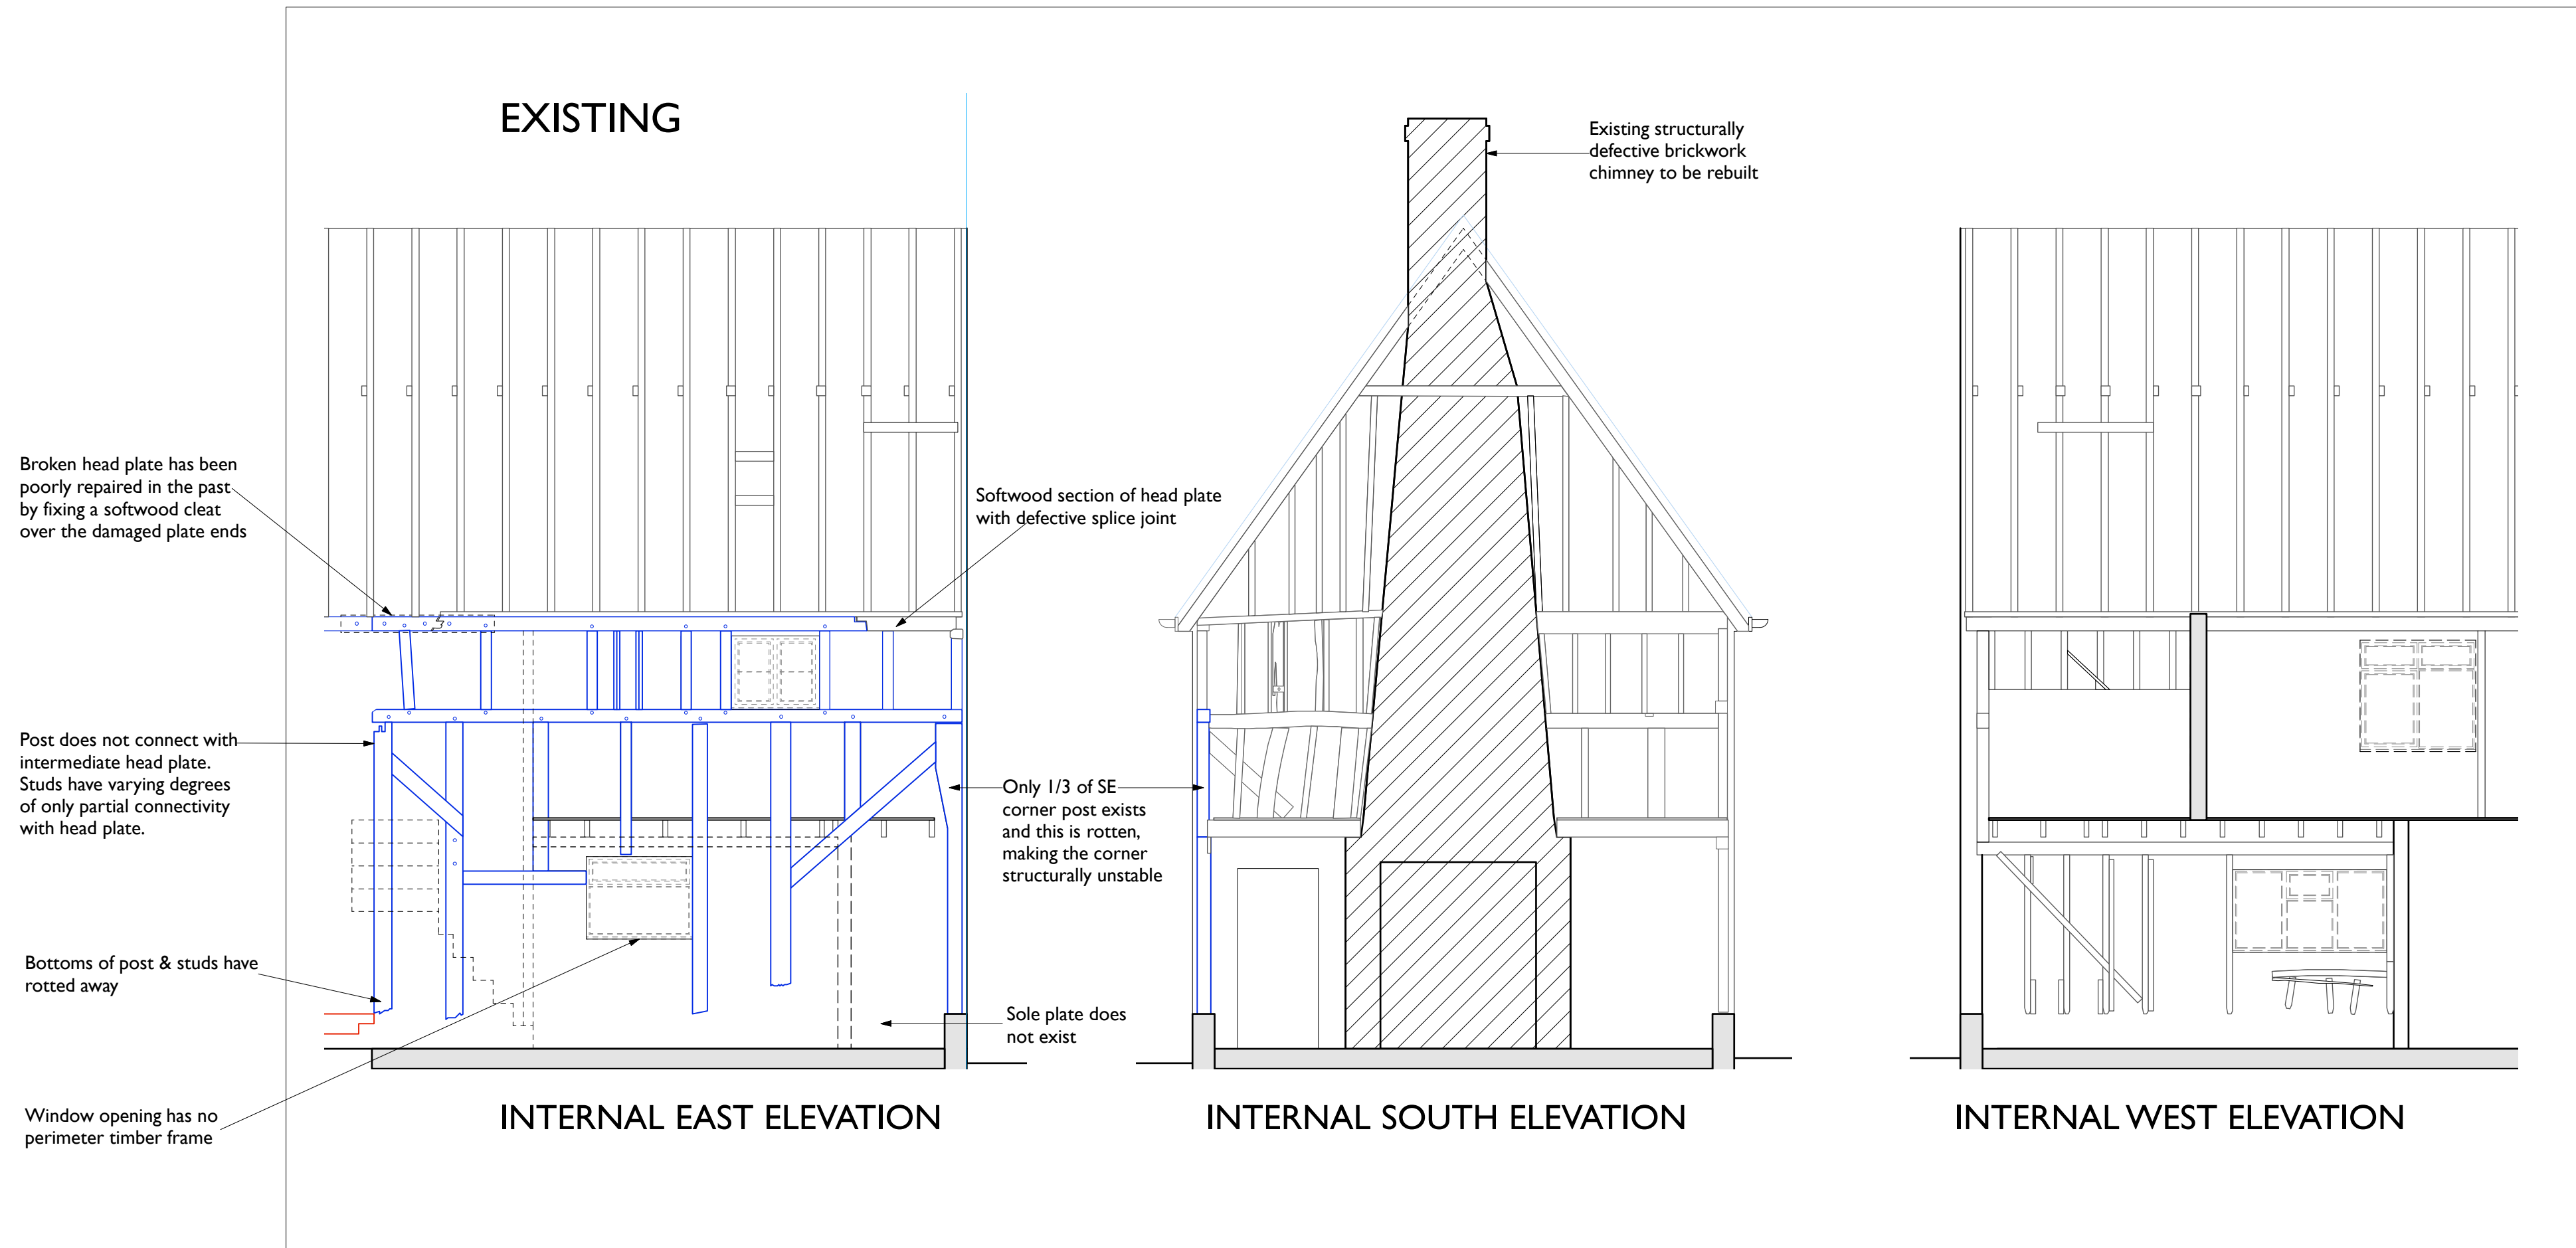 EXISTING
Existing structurally
defective brickwork
chimney to be rebuilt
Broken head plate has been
poorly repaired in the past
by fixing a softwood cleat
over the damaged plate ends
Softwood section of head plate
with defective splice joint
Post does not connect with
intermediate head plate.
Studs have varying degrees
of only partial connectivity
with head plate.
Only 1/3 of SE
corner post exists
and this is rotten,
making the corner
structurally unstable
Bottoms of post & studs have
rotted away
Sole plate does
not exist
Window opening has no
perimeter timber frame
INTERNAL EAST ELEVATION
INTERNAL SOUTH ELEVATION
INTERNAL WEST ELEVATION